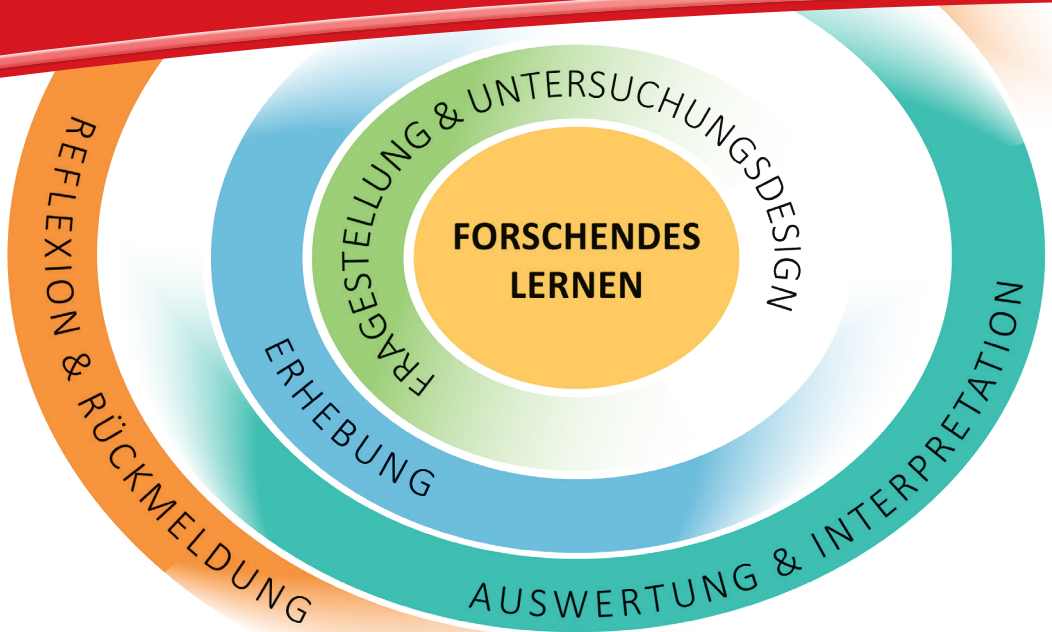 FORSCHENDES
LERNEN
FRAGESTELLUNG & UNTERSUCHUNGSDESIGN
ERHEBUNG
AUSWERTUNG & INTERPRETATION
REFLEXION & RÜCKMELDUNG